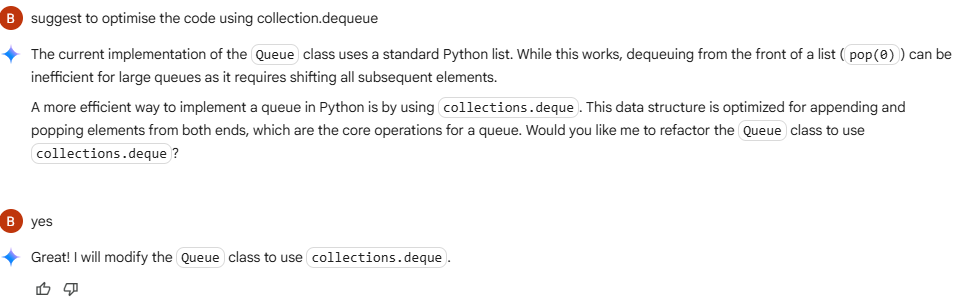 B suggest to optimise the code using collection.dequeue
The current implementation of the Queue class uses a standard Python list. While this works, dequeuing from the front of a list ( pop(0) ) can be
inefficient for large queues as it requires shifting all subsequent elements.
A more efficient way to implement a queue in Python is by using collections.deque . This data structure is optimized for appending and
popping elements from both ends, which are the core operations for a queue. Would you like me to refactor the Queue class to use
collections.deque ?
B yes
Great! I will modify the Queue class to use collections.deque .